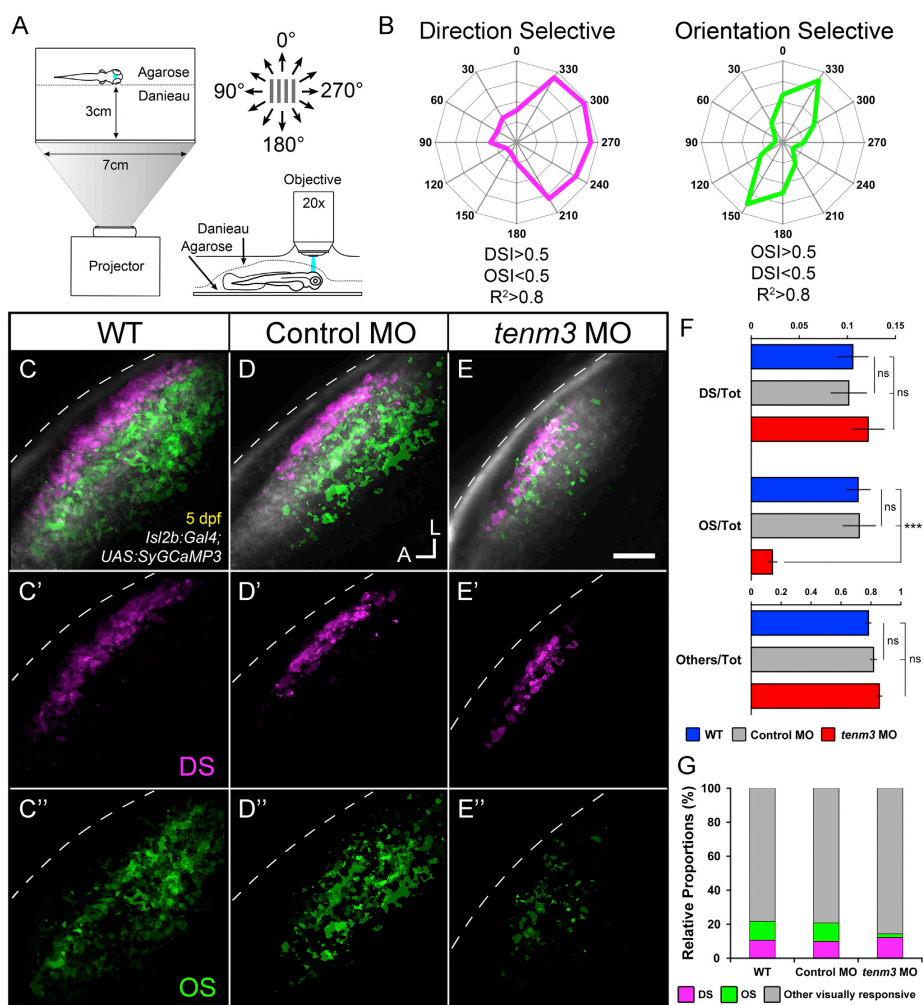 A
Agarose
Danieau
3cm
7cm
Projector
0°
90°
270°
180°
Objective
20x
Danieau
Agarose
B
Direction Selective
0
330
300
270
240
210
180
150
120
90
60
30
DSI>0.5
OSI<0.5
R²>0.8
Orientation Selective
0
330
300
270
240
210
180
150
120
90
60
30
OSI>0.5
DSI<0.5
R²>0.8
WT
Control MO
tenm3 MO
C
5 dpf
Isl2b:Gal4;
UAS:SyGCaMP3
D
L
A
E
C'
DS
D'
E'
C''
OS
D''
E''
F
0 0.05 0.1 0.15
DS/Tot
ns
ns
OS/Tot
ns
***
0 0.2 0.4 0.6 0.8 1
Others/Tot
ns
ns
WT Control MO tenm3 MO
G
Relative Proportions (%)
100
80
60
40
20
0
WT Control MO tenm3 MO
DS OS Other visually responsive